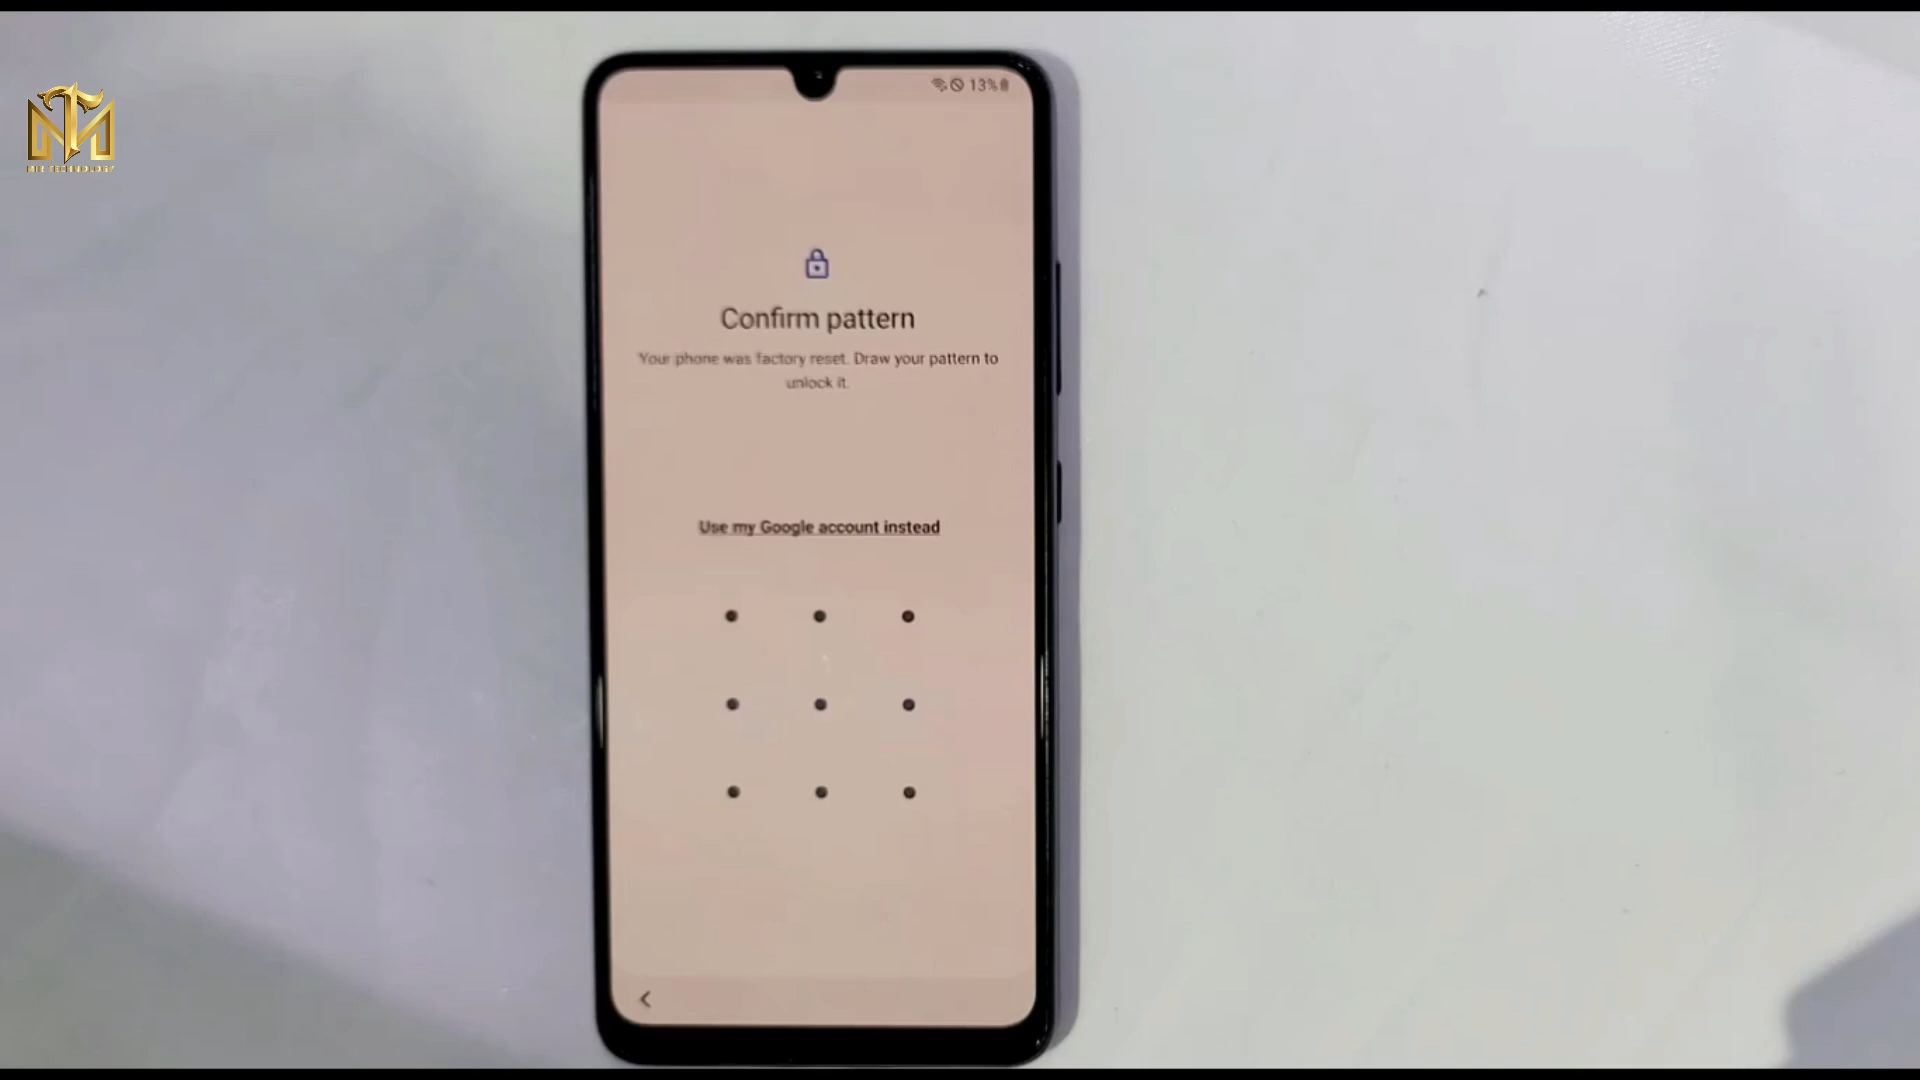 13%
Confirm pattern
Your phone was factory reset. Draw your pattern to
unlock it.
Use my Google account instead